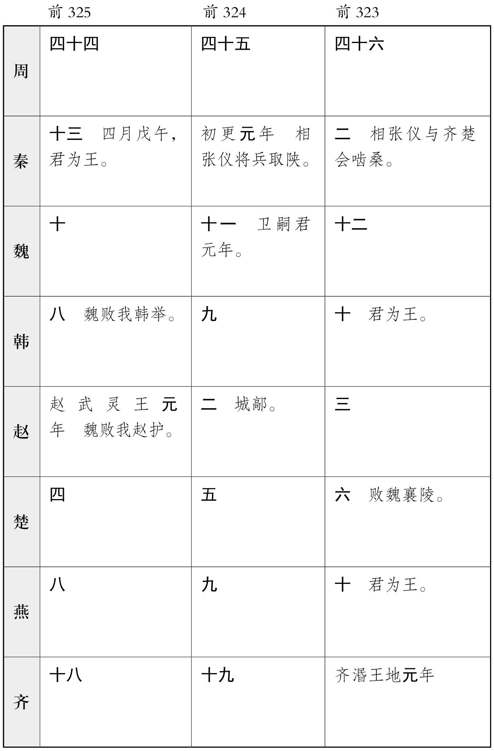 前 325 前 324 前 323
周 四十四 四十五 四十六
秦 十三 四月戊午， 初更元年 相 二 相张仪与齐楚
君为王。 张仪将兵取陕。 会啮桑。
魏 十 十一 卫嗣君 十二
元年。
韩 八 魏败我韩举。 九 十 君为王。
赵 赵武灵王元 二 城鄗。 三
年 魏败我赵护。
楚 四 五 六 败魏襄陵。
燕 八 九 十 君为王。
齐 十八 十九 齐湣王地元年